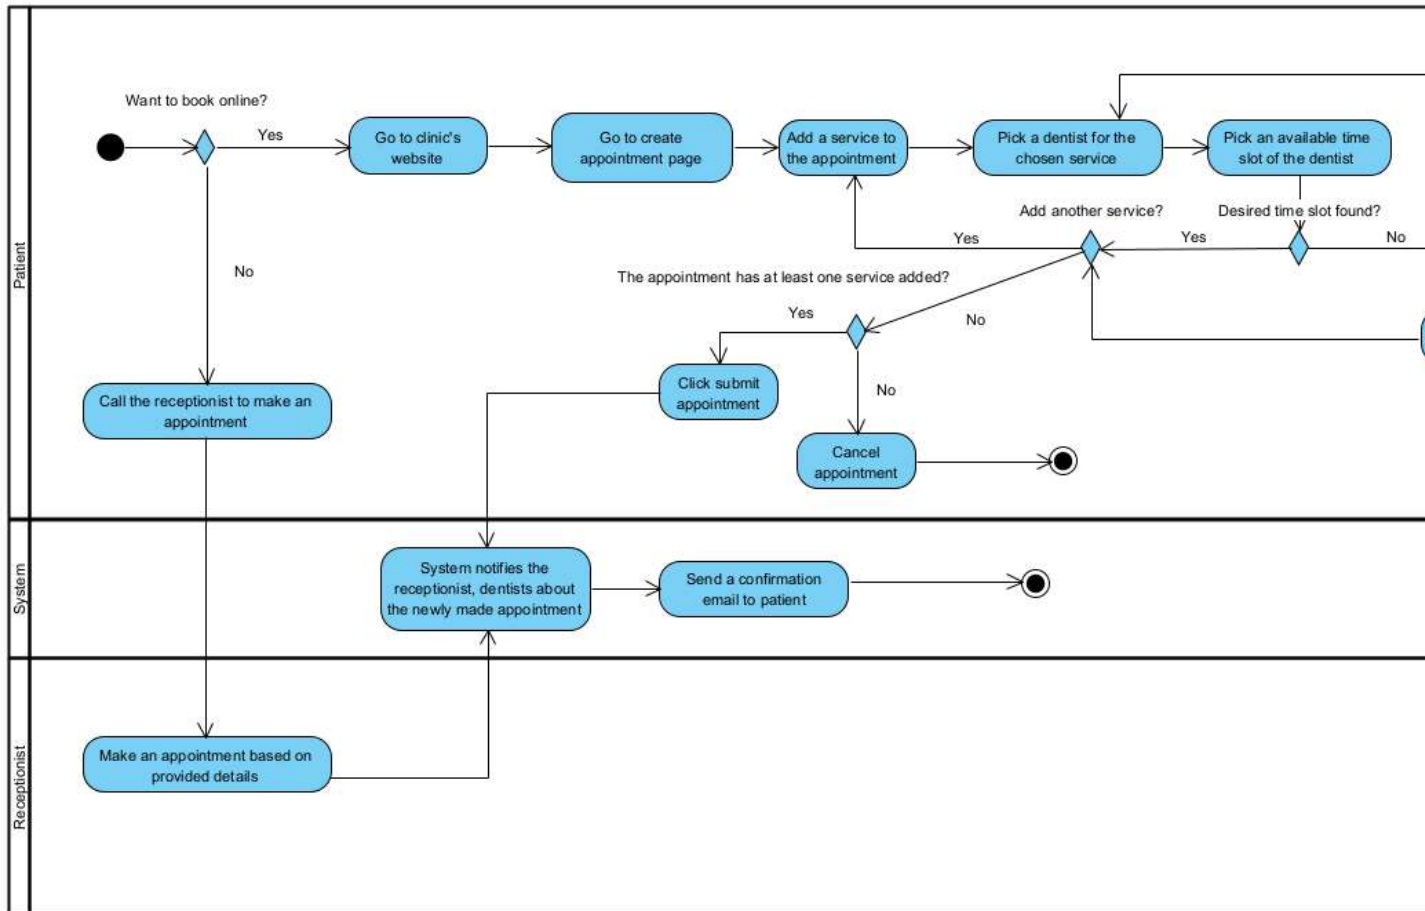 Want to book online?
Yes
Go to clinic's
website
Go to create
appointment page
Add a service to
the appointment
Pick a dentist for the
chosen service
Pick an available time
slot of the dentist
Add another service?
Desired time slot found?
Yes
Yes
No
No
The appointment has at least one service added?
Yes
No
Click submit
appointment
No
Call the receptionist to make an
appointment
Cancel
appointment
Patient
System notifies the
receptionist, dentists about
the newly made appointment
Send a confirmation
email to patient
System
Make an appointment based on
provided details
Receptionist